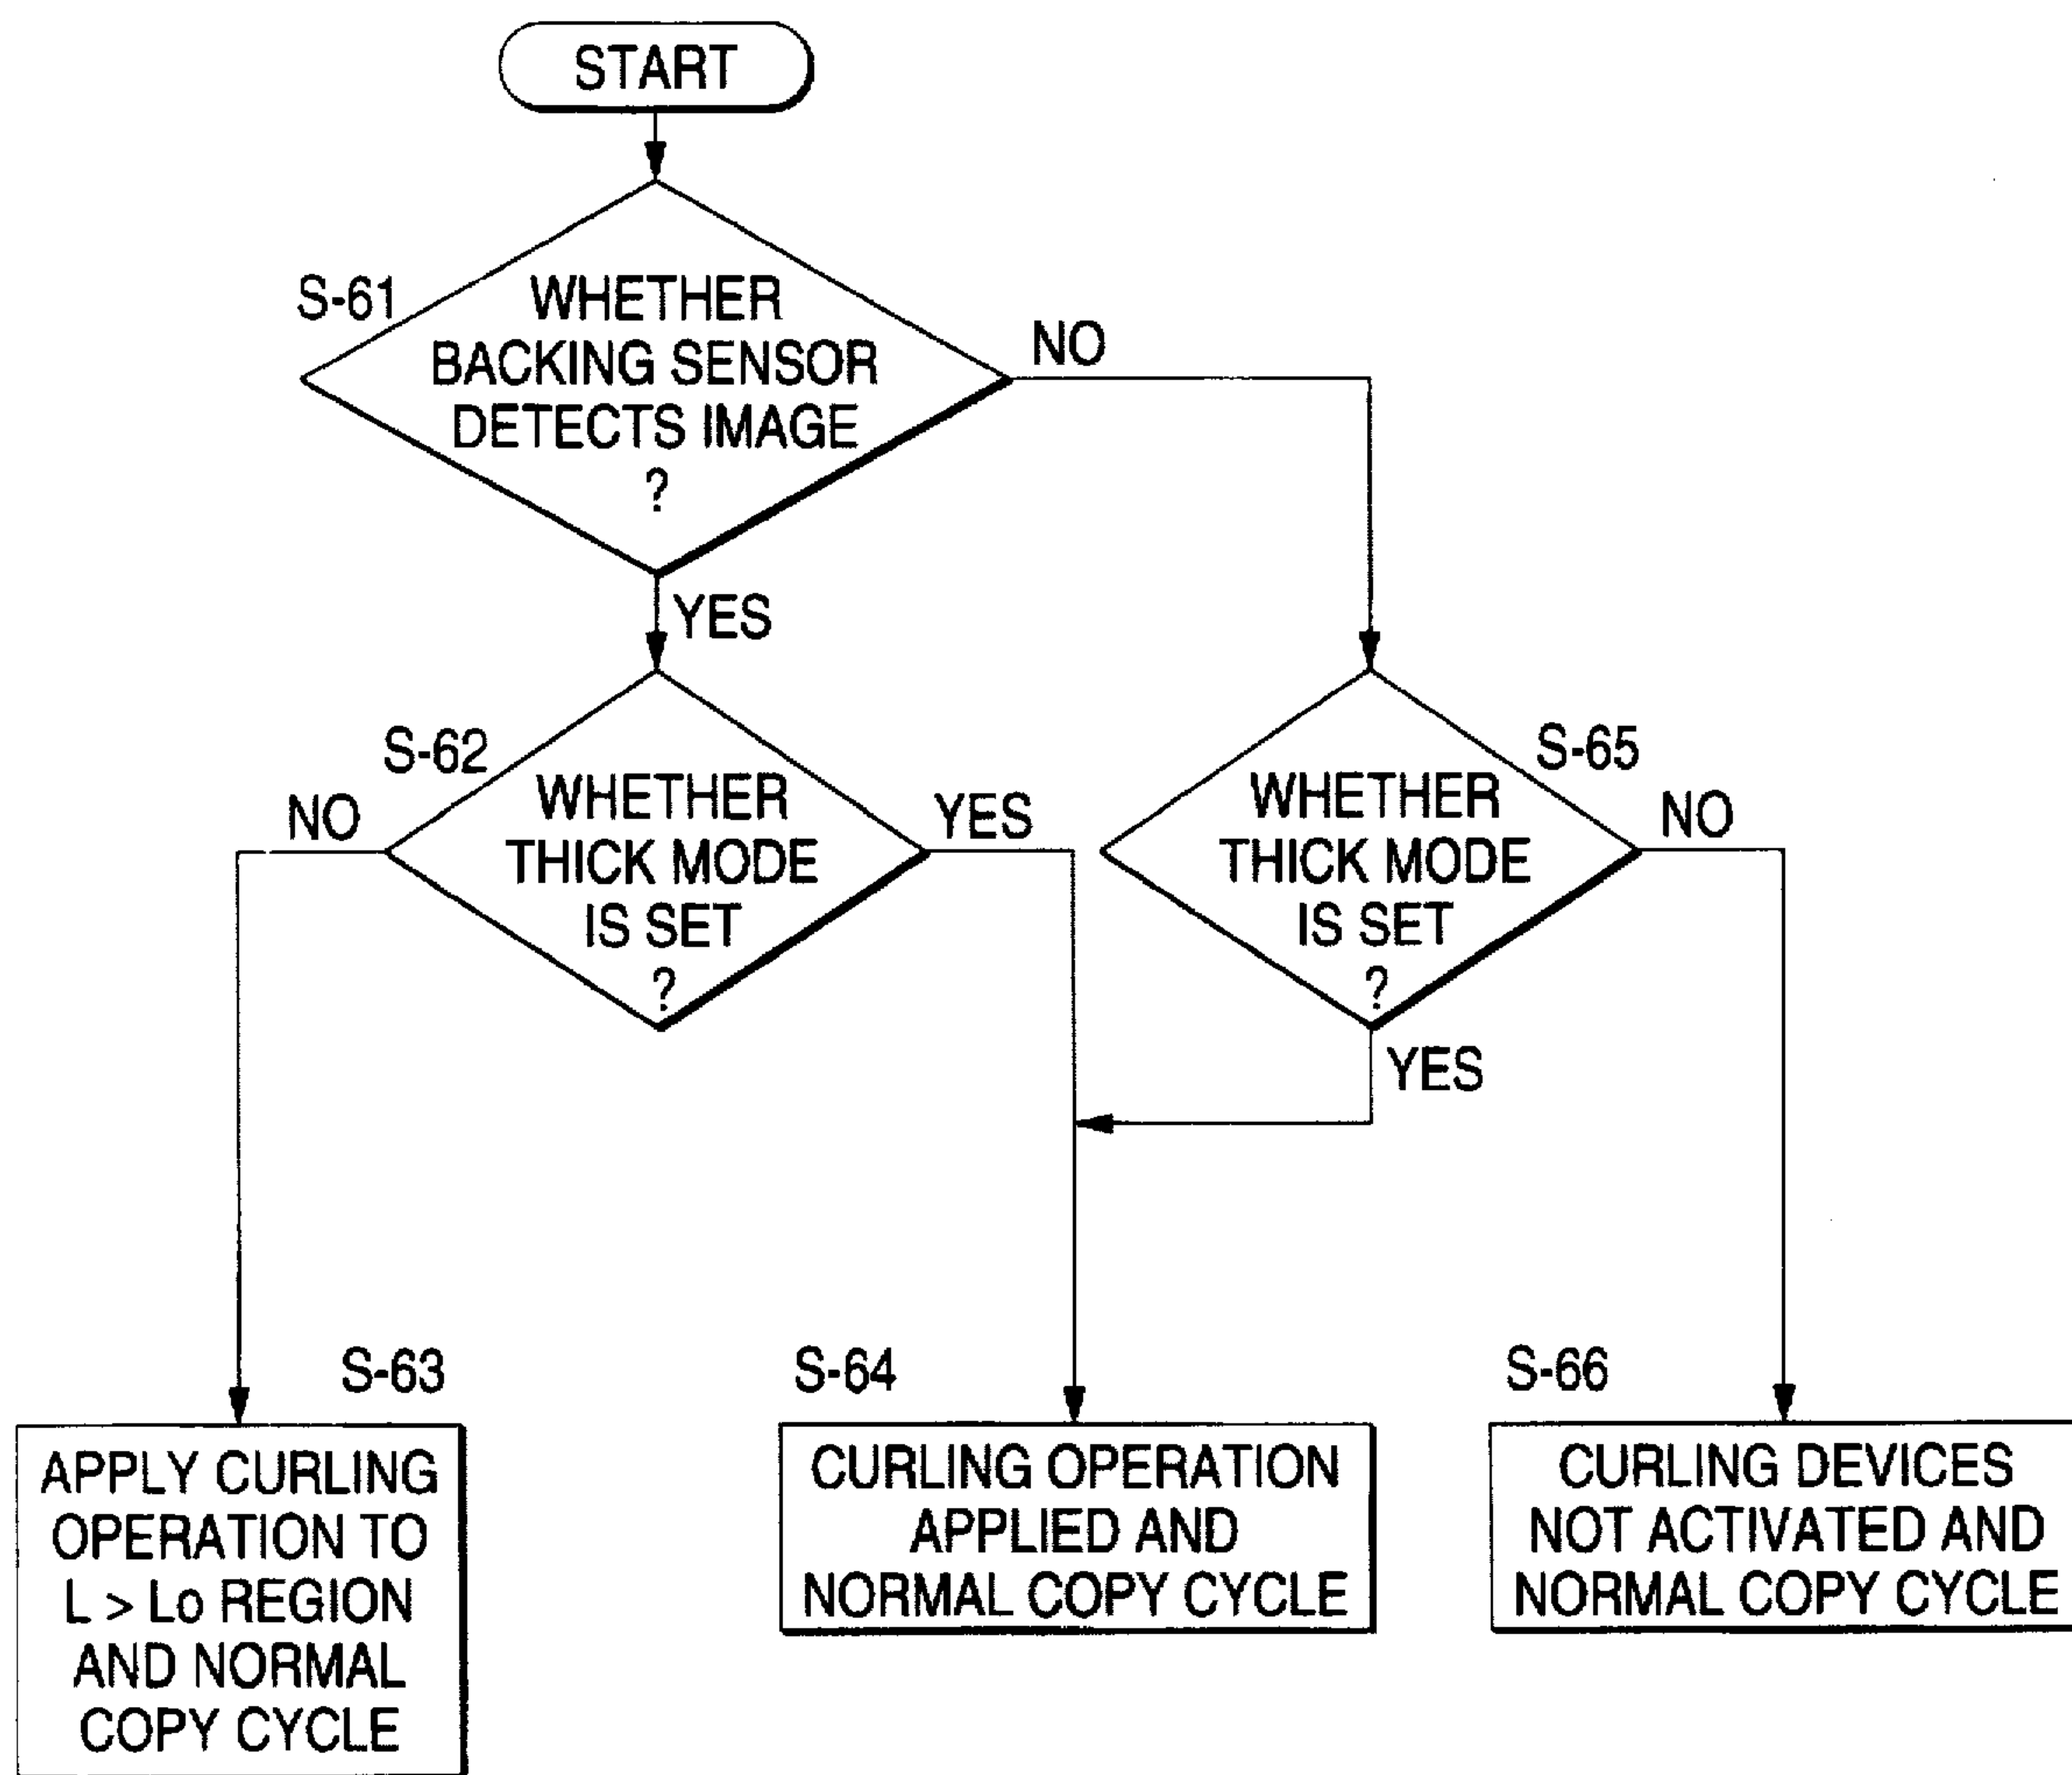 START
S-61
WHETHER
BACKING SENSOR
DETECTS IMAGE
?
NO
YES
S-62
WHETHER
THICK MODE
IS SET
?
NO
YES
S-65
WHETHER
THICK MODE
IS SET
?
NO
YES
S-63
APPLY CURLING
OPERATION TO
L > Lo REGION
AND NORMAL
COPY CYCLE
S-64
CURLING OPERATION
APPLIED AND
NORMAL COPY CYCLE
S-66
CURLING DEVICES
NOT ACTIVATED AND
NORMAL COPY CYCLE